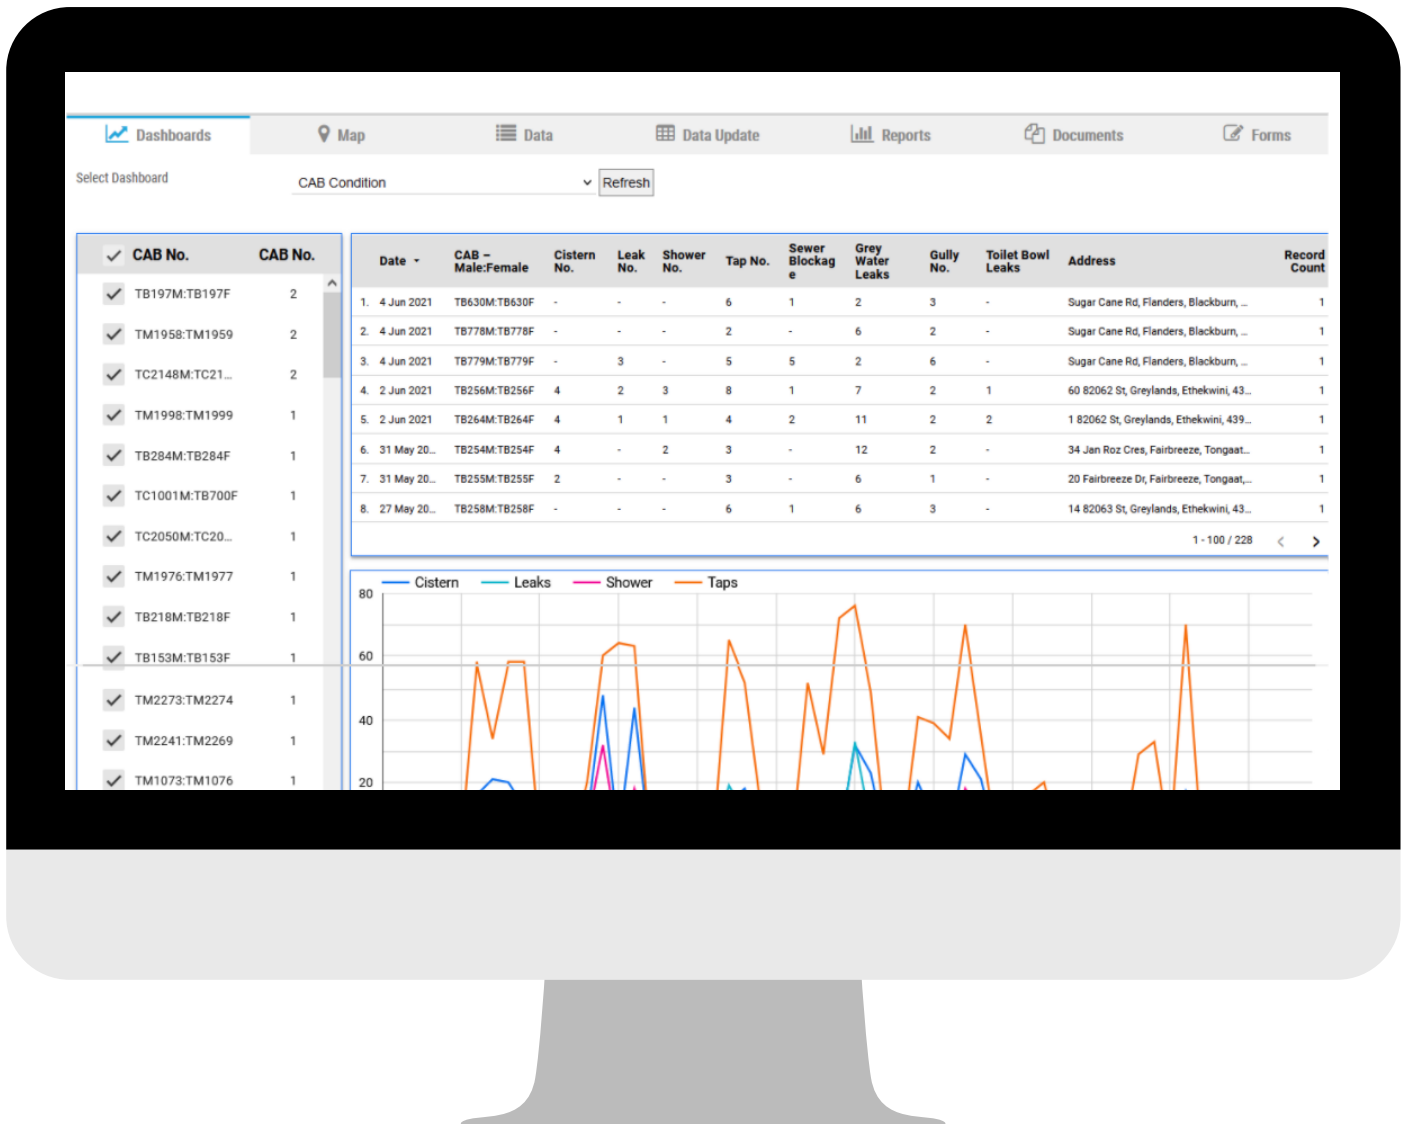 Dashboards Map Data Data Update Reports Documents Forms
Select Dashboard CAB Condition Refresh
CAB No. CAB No.
TB197M:TB197F 2
TM1958:TM1959 2
TC2148M:TC21... 2
TM1998:TM1999 1
TB284M:TB284F 1
TC1001M:TB700F 1
TC2050M:TC20... 1
TM1976:TM1977 1
TB218M:TB218F 1
TB153M:TB153F 1
TM2273:TM2274 1
TM2241:TM2269 1
TM1073:TM1076 1
Date CAB – Male:Female Cistern No. Leak No. Shower No. Tap No. Sewer Blockage Grey Water Leaks Gully No. Toilet Bowl Leaks Address Record Count
1. 4 Jun 2021 TB630M:TB630F - - - 6 1 2 3 - Sugar Cane Rd, Flanders, Blackburn, ... 1
2. 4 Jun 2021 TB778M:TB778F - - - 2 - 6 2 - Sugar Cane Rd, Flanders, Blackburn, ... 1
3. 4 Jun 2021 TB779M:TB779F - 3 - 5 5 2 6 - Sugar Cane Rd, Flanders, Blackburn, ... 1
4. 2 Jun 2021 TB256M:TB256F 4 2 3 8 1 7 2 1 60 82062 St, Greylands, Ethekwini, 43... 1
5. 2 Jun 2021 TB264M:TB264F 4 1 1 4 2 11 2 2 1 82062 St, Greylands, Ethekwini, 439... 1
6. 31 May 20... TB254M:TB254F 4 - 2 3 - 12 2 - 34 Jan Roz Cres, Fairbreeze, Tongaat... 1
7. 31 May 20... TB255M:TB255F 2 - - 3 - 6 1 - 20 Fairbreeze Dr, Fairbreeze, Tongaat,... 1
8. 27 May 20... TB258M:TB258F - - - 6 1 6 3 - 14 82063 St, Greylands, Ethekwini, 43... 1
1 - 100 / 228
Cistern Leaks Shower Taps
80
60
40
20